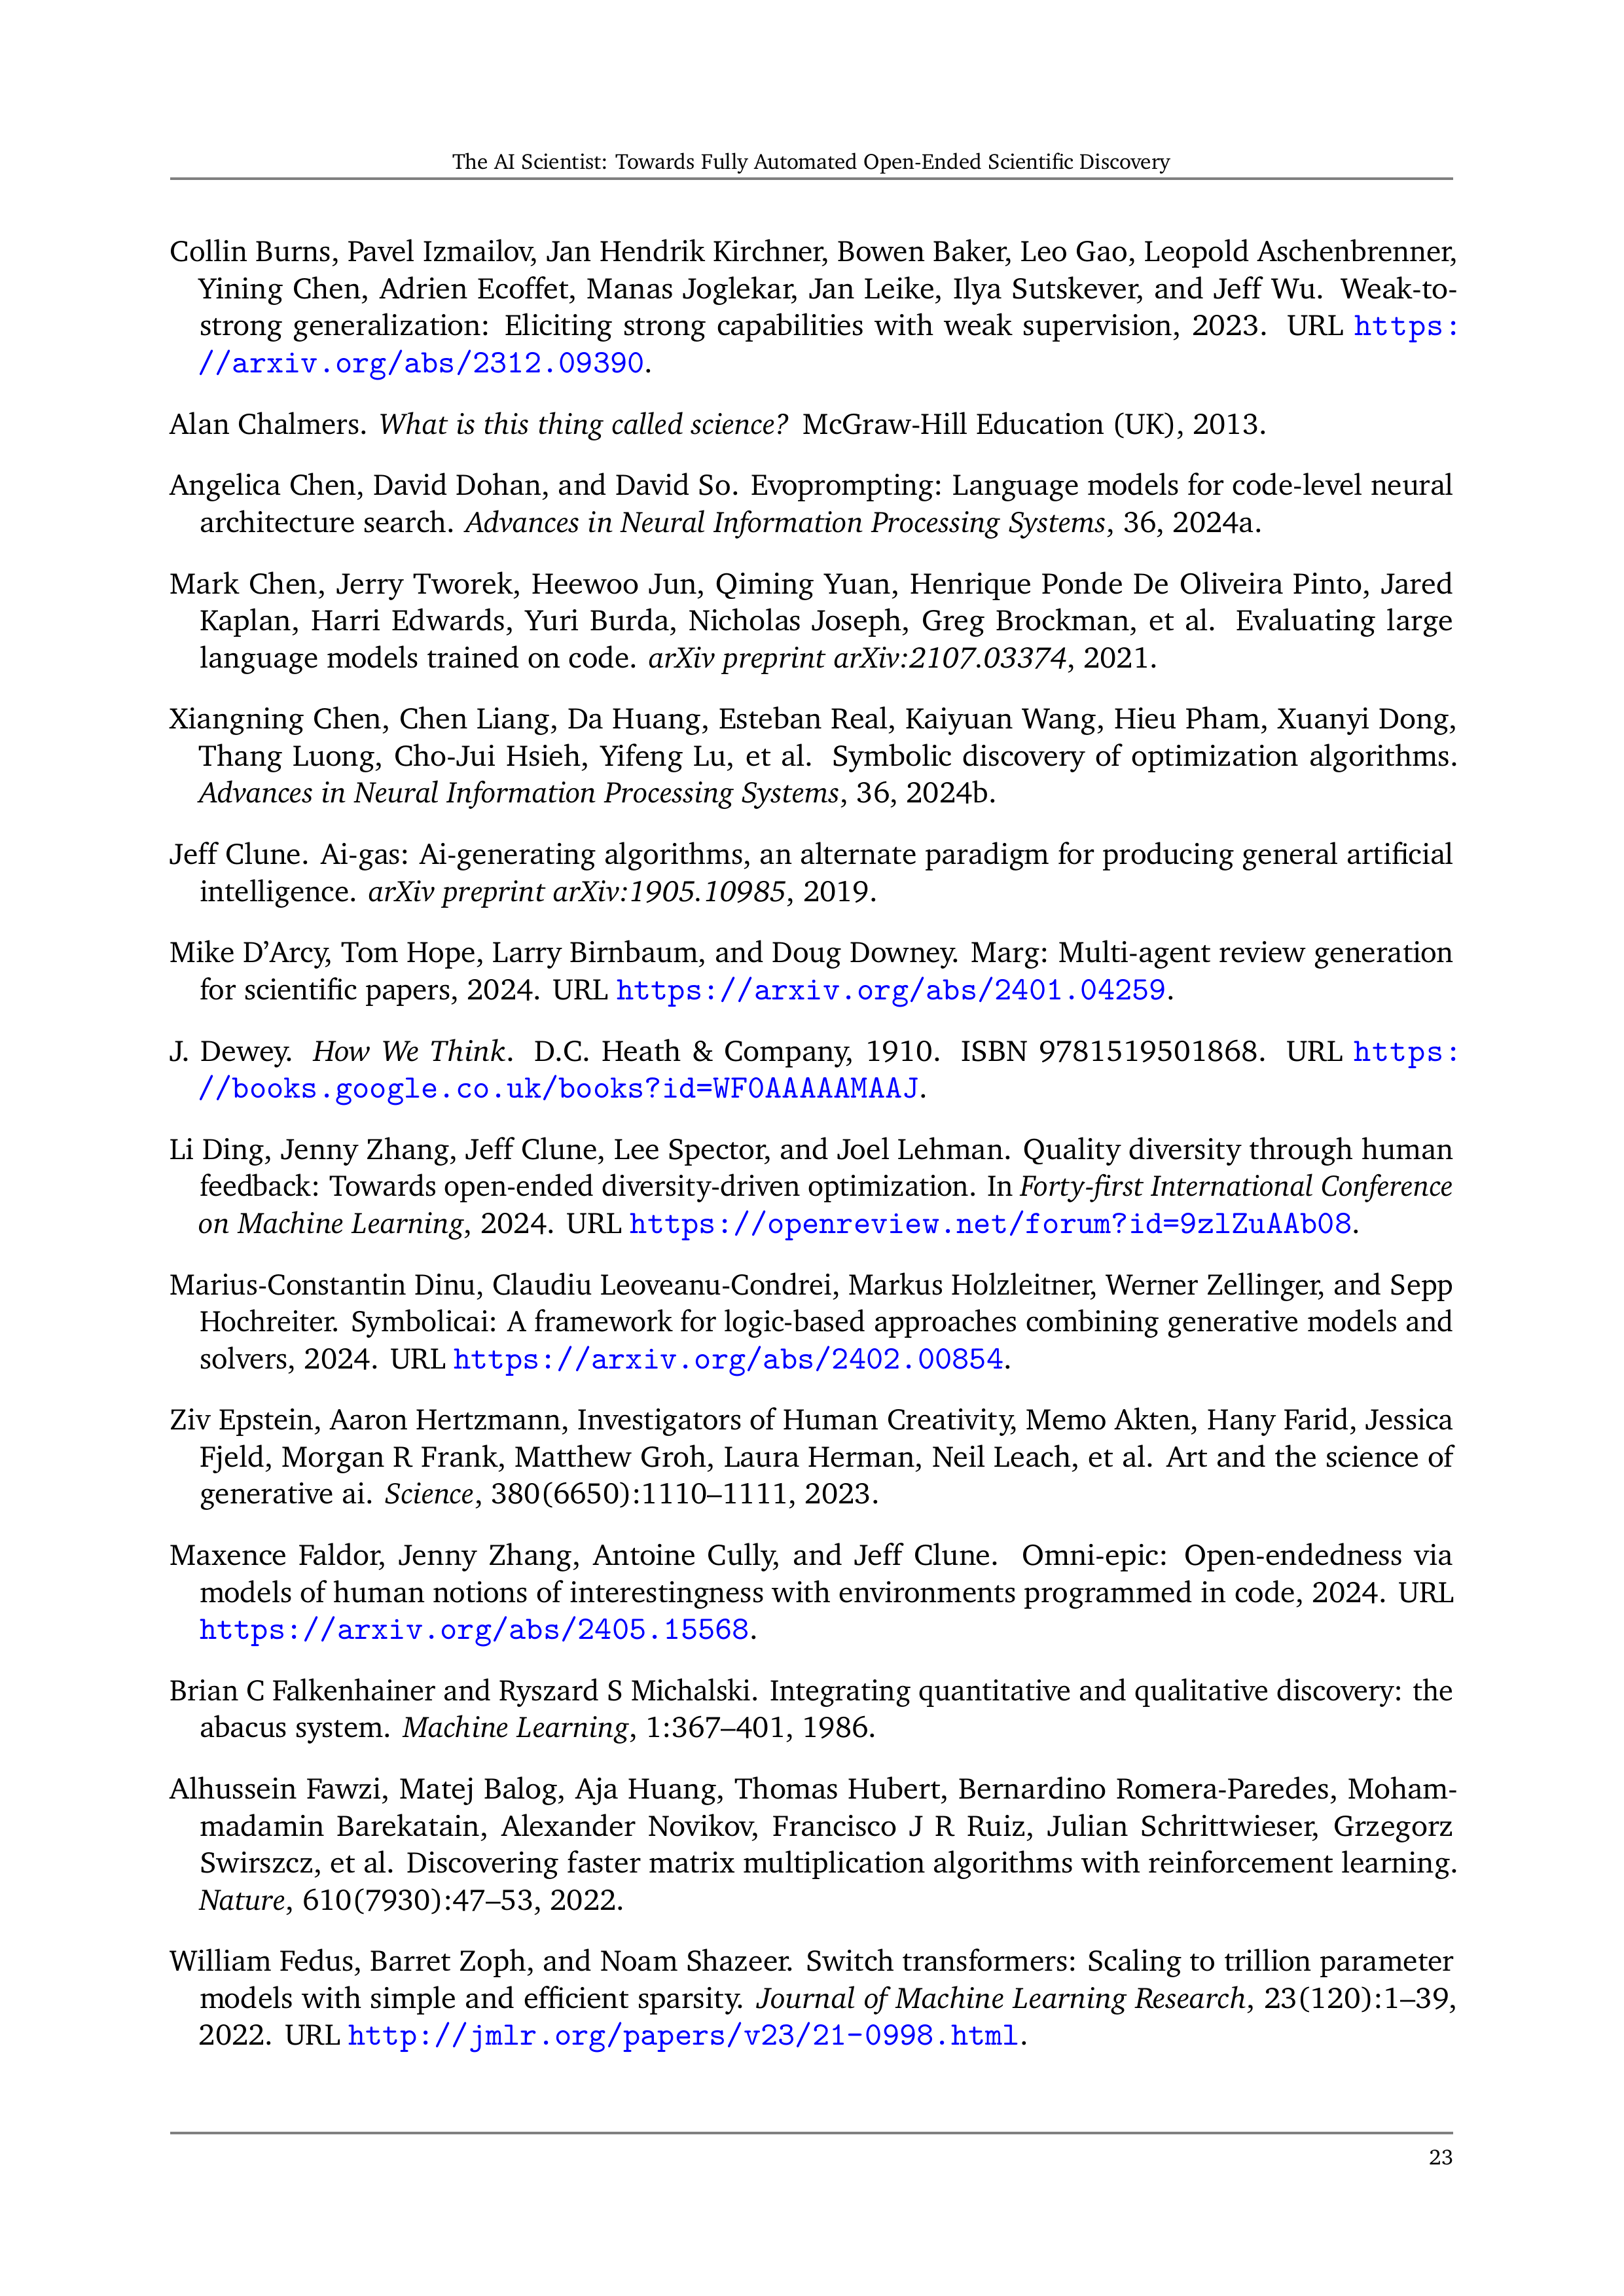 The AI Scientist: Towards Fully Automated Open-Ended Scientific Discovery
Collin Burns, Pavel Izmailov, Jan Hendrik Kirchner, Bowen Baker, Leo Gao, Leopold Aschenbrenner,
Yining Chen, Adrien Ecoffet, Manas Joglekar, Jan Leike, Ilya Sutskever, and Jeff Wu. Weak-to-
strong generalization: Eliciting strong capabilities with weak supervision, 2023. URL https:
//arxiv.org/abs/2312.09390.
Alan Chalmers. What is this thing called science? McGraw-Hill Education (UK), 2013.
Angelica Chen, David Dohan, and David So. Evoprompting: Language models for code-level neural
architecture search. Advances in Neural Information Processing Systems, 36, 2024a.
Mark Chen, Jerry Tworek, Heewoo Jun, Qiming Yuan, Henrique Ponde De Oliveira Pinto, Jared
Kaplan, Harri Edwards, Yuri Burda, Nicholas Joseph, Greg Brockman, et al. Evaluating large
language models trained on code. arXiv preprint arXiv:2107.03374, 2021.
Xiangning Chen, Chen Liang, Da Huang, Esteban Real, Kaiyuan Wang, Hieu Pham, Xuanyi Dong,
Thang Luong, Cho-Jui Hsieh, Yifeng Lu, et al. Symbolic discovery of optimization algorithms.
Advances in Neural Information Processing Systems, 36, 2024b.
Jeff Clune. Ai-gas: Ai-generating algorithms, an alternate paradigm for producing general artificial
intelligence. arXiv preprint arXiv:1905.10985, 2019.
Mike D'Arcy, Tom Hope, Larry Birnbaum, and Doug Downey. Marg: Multi-agent review generation
for scientific papers, 2024. URL https://arxiv.org/abs/2401.04259.
J. Dewey. How We Think. D.C. Heath & Company, 1910. ISBN 9781519501868. URL https:
//books.google.co.uk/books?id=WF0AAAAAMAAJ.
Li Ding, Jenny Zhang, Jeff Clune, Lee Spector, and Joel Lehman. Quality diversity through human
feedback: Towards open-ended diversity-driven optimization. In Forty-first International Conference
on Machine Learning, 2024. URL https://openreview.net/forum?id=9zlZuAAb08.
Marius-Constantin Dinu, Claudiu Leoveanu-Condrei, Markus Holzleitner, Werner Zellinger, and Sepp
Hochreiter. Symbolicai: A framework for logic-based approaches combining generative models and
solvers, 2024. URL https://arxiv.org/abs/2402.00854.
Ziv Epstein, Aaron Hertzmann, Investigators of Human Creativity, Memo Akten, Hany Farid, Jessica
Fjeld, Morgan R Frank, Matthew Groh, Laura Herman, Neil Leach, et al. Art and the science of
generative ai. Science, 380(6650):1110–1111, 2023.
Maxence Faldor, Jenny Zhang, Antoine Cully, and Jeff Clune. Omni-epic: Open-endedness via
models of human notions of interestingness with environments programmed in code, 2024. URL
https://arxiv.org/abs/2405.15568.
Brian C Falkenhainer and Ryszard S Michalski. Integrating quantitative and qualitative discovery: the
abacus system. Machine Learning, 1:367–401, 1986.
Alhussein Fawzi, Matej Balog, Aja Huang, Thomas Hubert, Bernardino Romera-Paredes, Moham-
madamin Barekatain, Alexander Novikov, Francisco J R Ruiz, Julian Schrittwieser, Grzegorz
Swirszcz, et al. Discovering faster matrix multiplication algorithms with reinforcement learning.
Nature, 610(7930):47–53, 2022.
William Fedus, Barret Zoph, and Noam Shazeer. Switch transformers: Scaling to trillion parameter
models with simple and efficient sparsity. Journal of Machine Learning Research, 23(120):1–39,
2022. URL http://jmlr.org/papers/v23/21-0998.html.
23